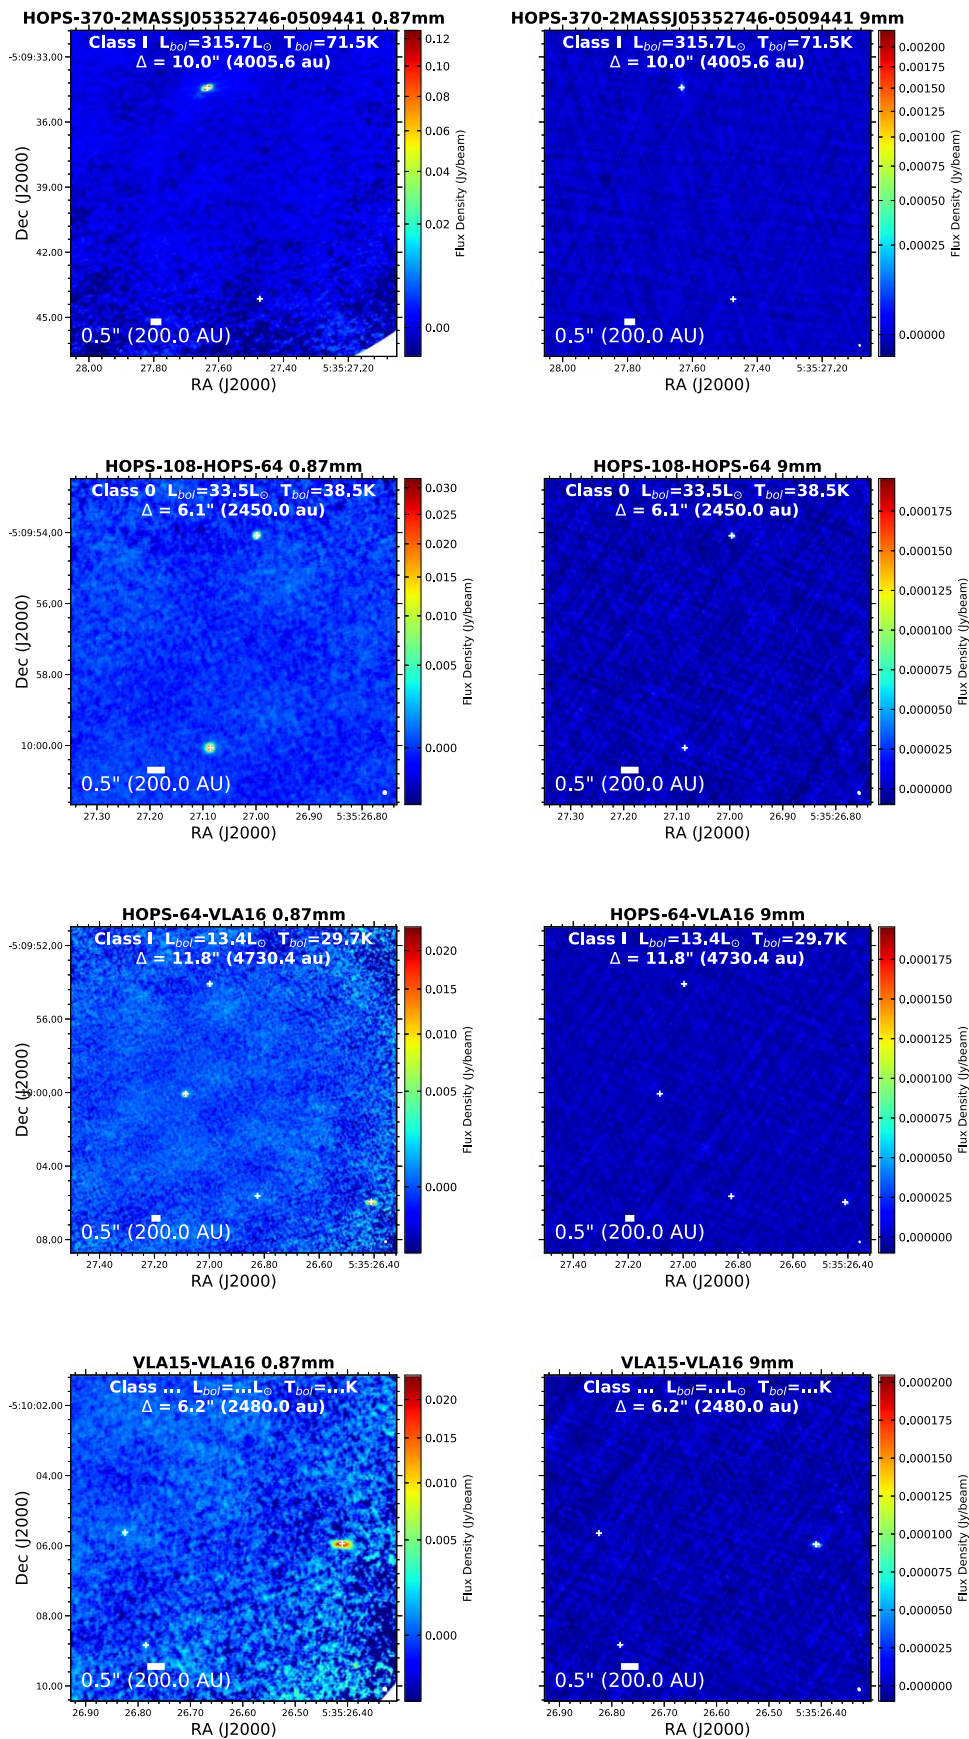 HOPS-370-2MASSJ05352746-0509441 0.87mm
Class I L_bol=315.7L☉ T_bol=71.5K
Δ = 10.0" (4005.6 au)
-5:09:33.00
36.00
39.00
42.00
45.00
Dec (J2000)
0.5" (200.0 AU)
28.00 27.80 27.60 27.40 5:35:27.20
RA (J2000)
0.12
0.10
0.08
0.06
0.04
0.02
0.00
Flux Density (Jy/beam)
HOPS-370-2MASSJ05352746-0509441 9mm
Class I L_bol=315.7L☉ T_bol=71.5K
Δ = 10.0" (4005.6 au)
0.5" (200.0 AU)
28.00 27.80 27.60 27.40 5:35:27.20
RA (J2000)
0.00200
0.00175
0.00150
0.00100
0.00075
0.00050
0.00025
0.00000
Flux Density (Jy/beam)
HOPS-108-HOPS-64 0.87mm
Class 0 L_bol=33.5L☉ T_bol=38.5K
Δ = 6.1" (2450.0 au)
-5:09:54.00
56.00
58.00
10:00.00
Dec (J2000)
0.5" (200.0 AU)
27.30 27.20 27.10 27.00 26.90 5:35:26.80
RA (J2000)
0.030
0.025
0.020
0.015
0.010
0.005
0.000
Flux Density (Jy/beam)
HOPS-108-HOPS-64 9mm
Class 0 L_bol=33.5L☉ T_bol=38.5K
Δ = 6.1" (2450.0 au)
0.5" (200.0 AU)
27.30 27.20 27.10 27.00 26.90 5:35:26.80
RA (J2000)
0.000175
0.000150
0.000125
0.000100
0.000075
0.000050
0.000025
0.000000
Flux Density (Jy/beam)
HOPS-64-VLA16 0.87mm
Class I L_bol=13.4L☉ T_bol=29.7K
Δ = 11.8" (4730.4 au)
-5:09:52.00
56.00
10:00.00
04.00
08.00
Dec (J2000)
0.5" (200.0 AU)
27.40 27.20 27.00 26.80 26.60 5:35:26.40
RA (J2000)
0.020
0.015
0.010
0.005
0.000
Flux Density (Jy/beam)
HOPS-64-VLA16 9mm
Class I L_bol=13.4L☉ T_bol=29.7K
Δ = 11.8" (4730.4 au)
0.5" (200.0 AU)
27.40 27.20 27.00 26.80 26.60 5:35:26.40
RA (J2000)
0.000175
0.000150
0.000125
0.000100
0.000075
0.000050
0.000025
0.000000
Flux Density (Jy/beam)
VLA15-VLA16 0.87mm
Class ... L_bol=...L☉ T_bol=...K
Δ = 6.2" (2480.0 au)
-5:10:02.00
04.00
06.00
08.00
10.00
Dec (J2000)
0.5" (200.0 AU)
26.90 26.80 26.70 26.60 26.50 5:35:26.40
RA (J2000)
0.020
0.015
0.010
0.005
0.000
Flux Density (Jy/beam)
VLA15-VLA16 9mm
Class ... L_bol=...L☉ T_bol=...K
Δ = 6.2" (2480.0 au)
0.5" (200.0 AU)
26.90 26.80 26.70 26.60 26.50 5:35:26.40
RA (J2000)
0.000200
0.000175
0.000150
0.000125
0.000100
0.000075
0.000050
0.000025
0.000000
Flux Density (Jy/beam)